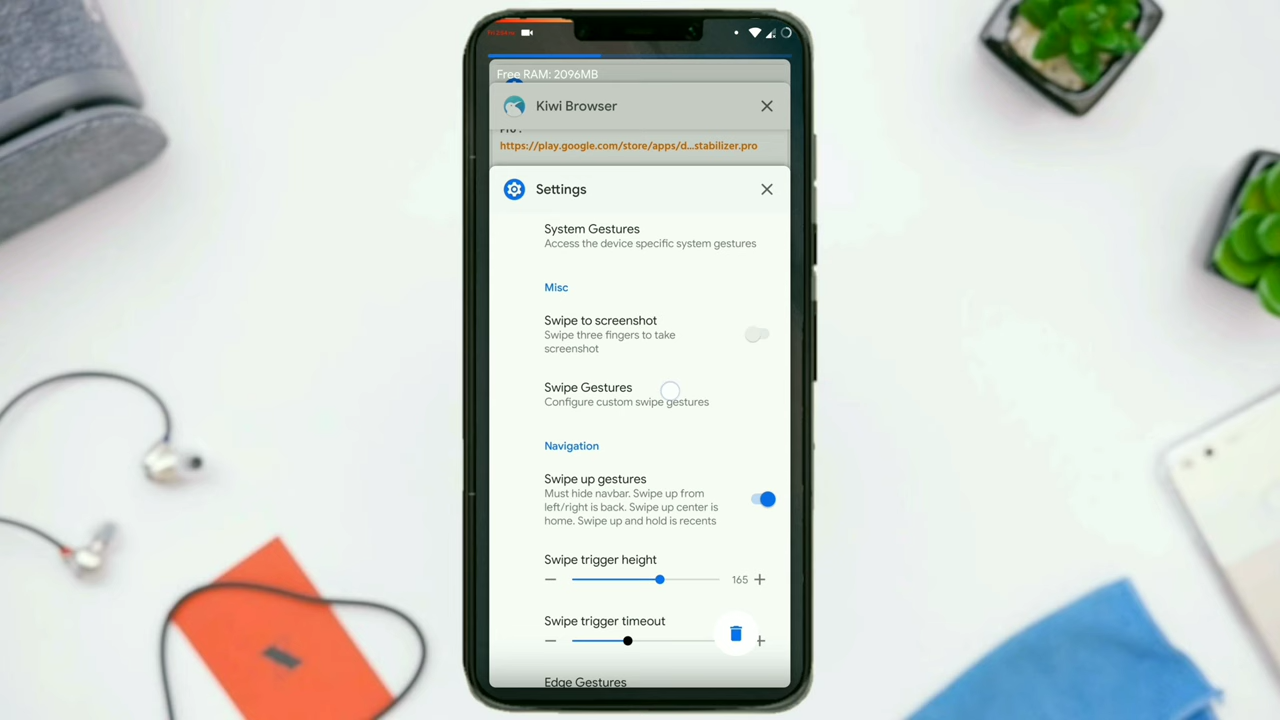 Free RAM: 2096MB
Kiwi Browser
https://play.google.com/store/apps/d...stabilizer.pro
Settings
System Gestures
Access the device specific system gestures
Misc
Swipe to screenshot
Swipe three fingers to take
screenshot
Swipe Gestures
Configure custom swipe gestures
Navigation
Swipe up gestures
Must hide navbar. Swipe up from
left/right is back. Swipe up center is
home. Swipe up and hold is recents
Swipe trigger height
165
Swipe trigger timeout
Edge Gestures